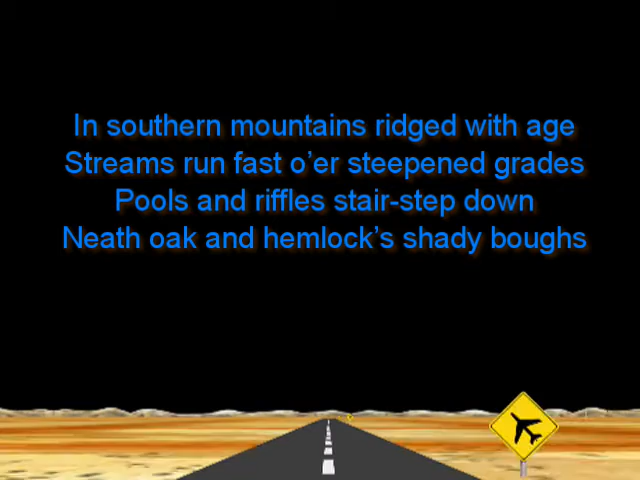 In southern mountains ridged with age
Streams run fast o’er steepened grades
Pools and riffles stair-step down
Neath oak and hemlock’s shady boughs